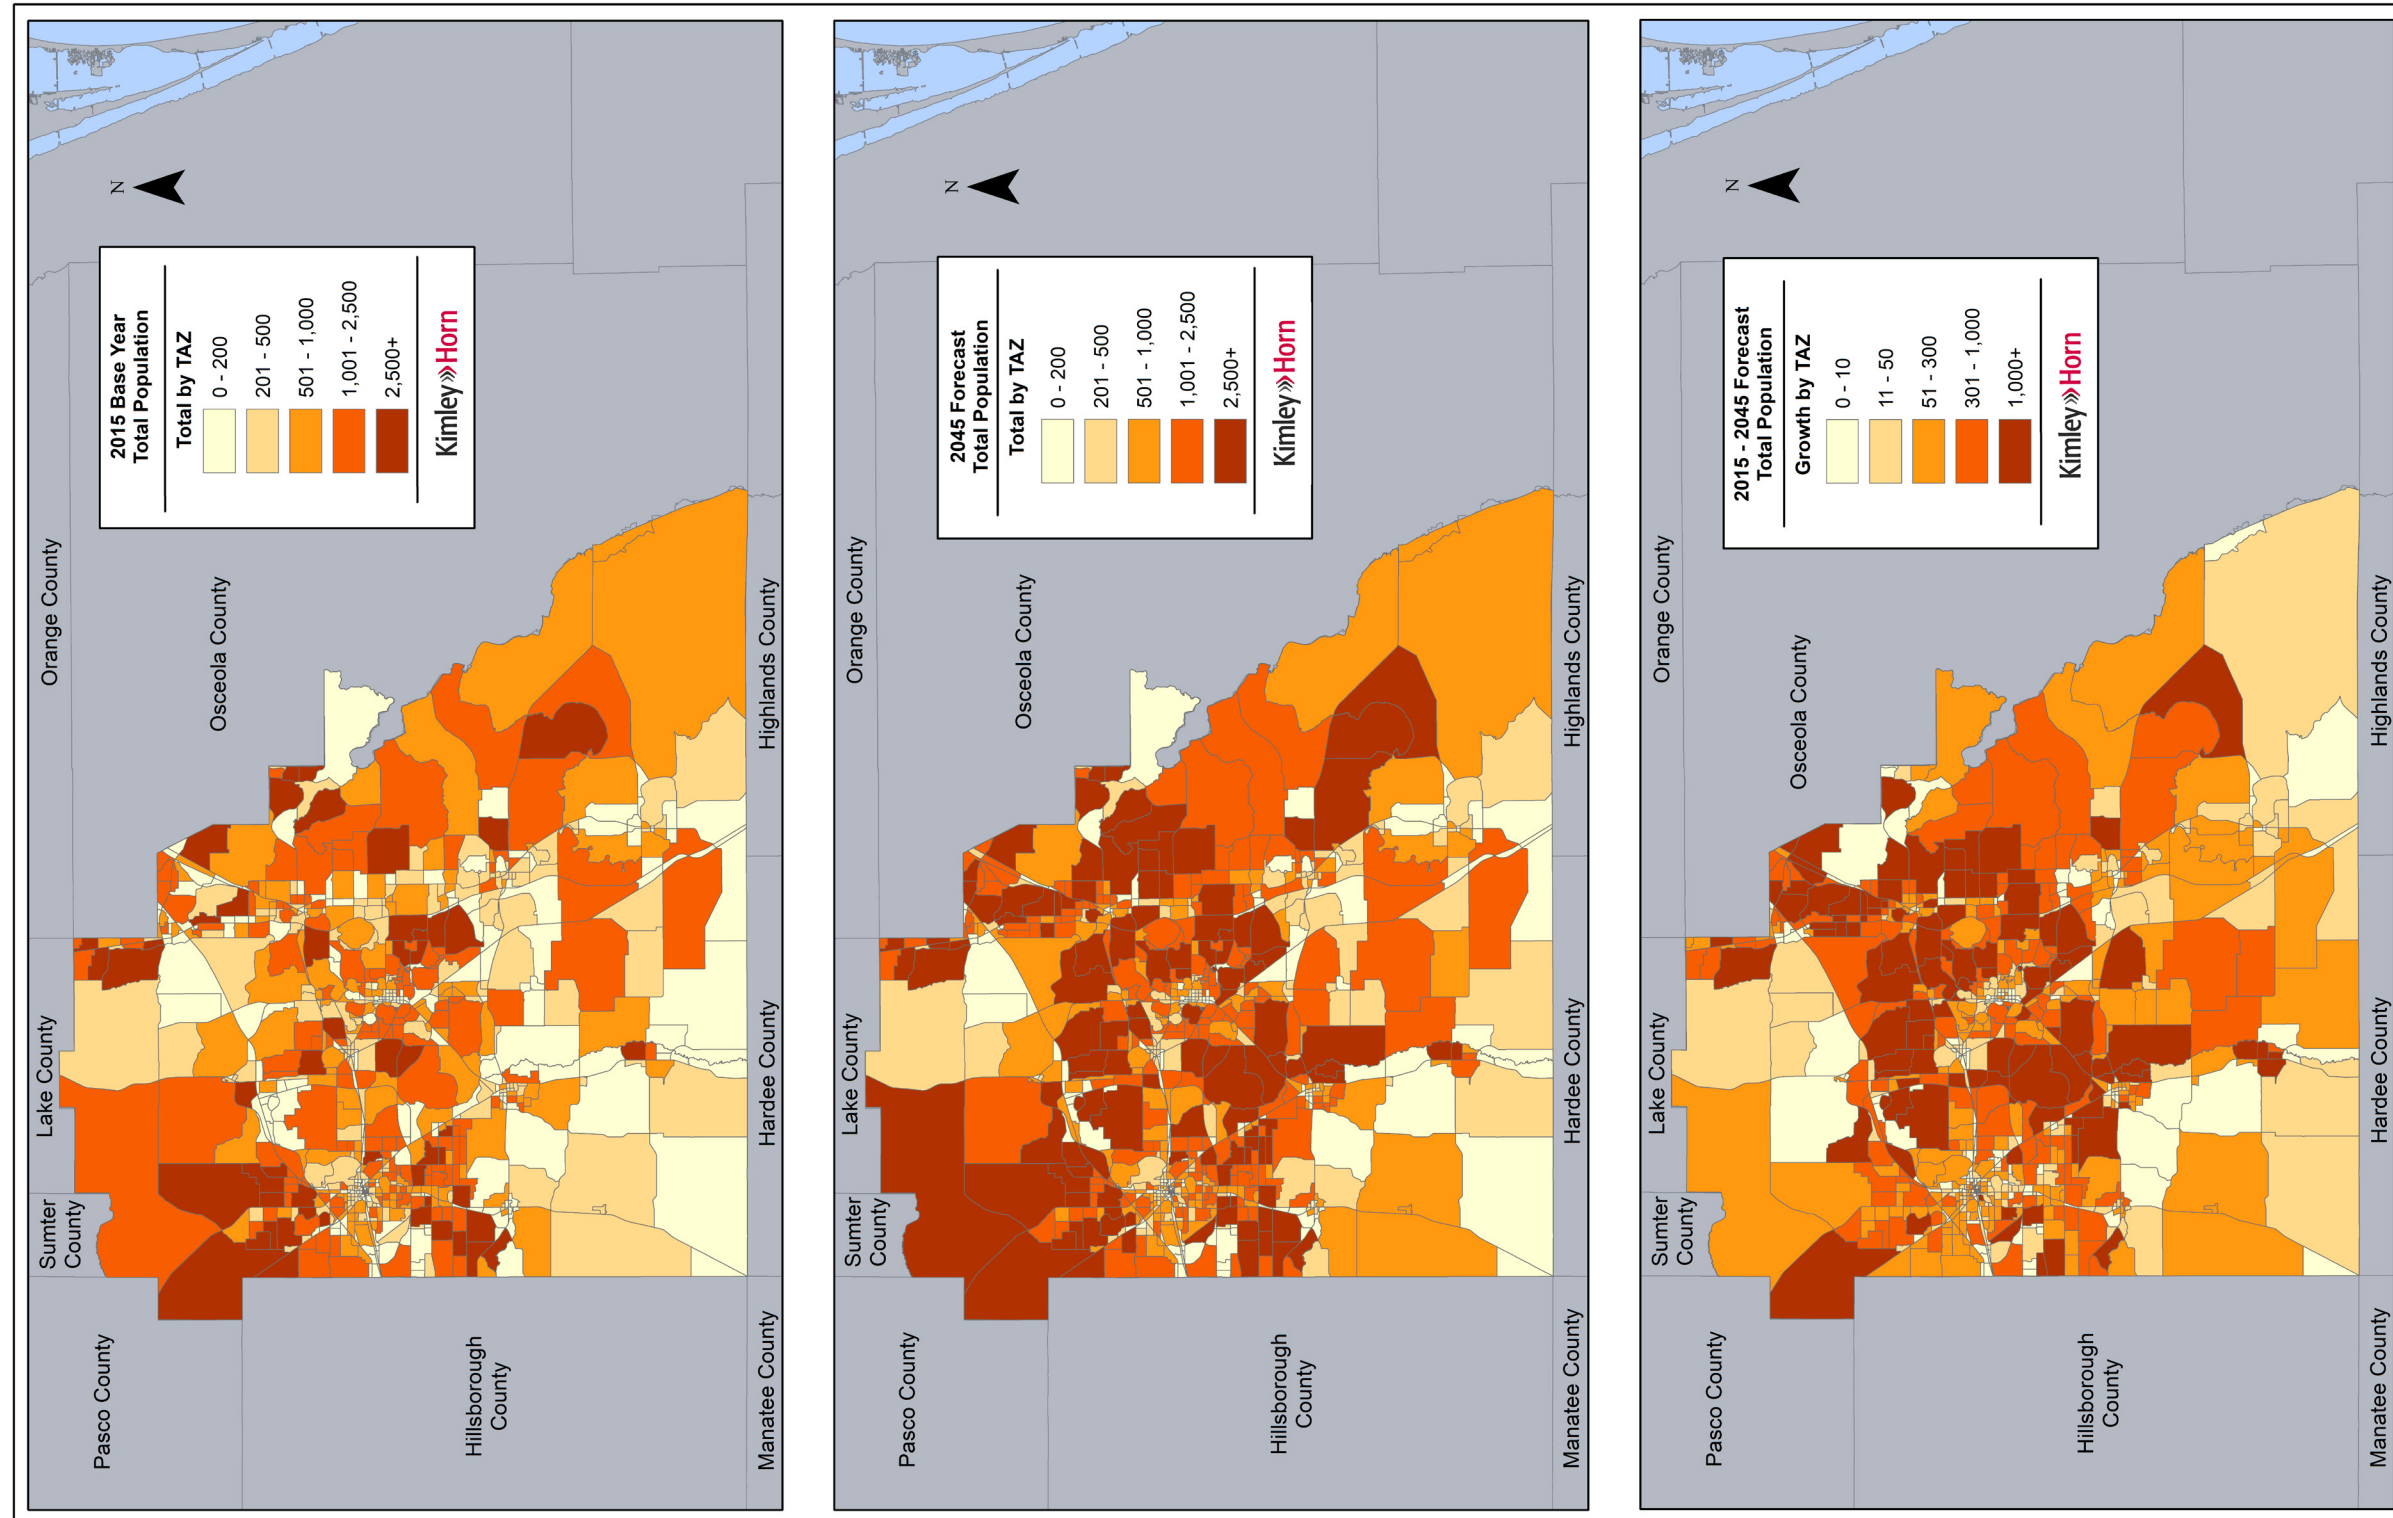 Orange County
Osceola County
Lake County
Sumter
County
Pasco County
Hillsborough
County
Manatee County
Hardee County
Highlands County
N
2015 Base Year
Total Population
Total by TAZ
0 - 200
201 - 500
501 - 1,000
1,001 - 2,500
2,500+
Kimley»Horn
Orange County
Osceola County
Lake County
Sumter
County
Pasco County
Hillsborough
County
Manatee County
Hardee County
Highlands County
N
2045 Forecast
Total Population
Total by TAZ
0 - 200
201 - 500
501 - 1,000
1,001 - 2,500
2,500+
Kimley»Horn
Orange County
Osceola County
Lake County
Sumter
County
Pasco County
Hillsborough
County
Manatee County
Hardee County
Highlands County
N
2015 - 2045 Forecast
Total Population
Growth by TAZ
0 - 10
11 - 50
51 - 300
301 - 1,000
1,000+
Kimley»Horn